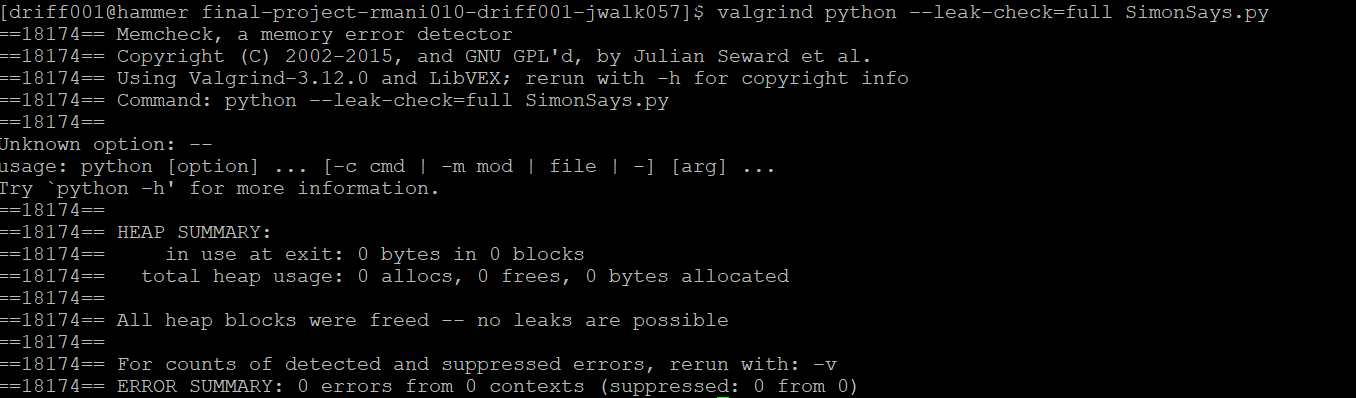 [driff001@hammer final-project-rmani010-driff001-jwalk057]$ valgrind python --leak-check=full SimonSays.py
==18174== Memcheck, a memory error detector
==18174== Copyright (C) 2002-2015, and GNU GPL'd, by Julian Seward et al.
==18174== Using Valgrind-3.12.0 and LibVEX; rerun with -h for copyright info
==18174== Command: python --leak-check=full SimonSays.py
==18174==
Unknown option: --
usage: python [option] ... [-c cmd | -m mod | file | -] [arg] ...
Try `python -h' for more information.
==18174==
==18174== HEAP SUMMARY:
==18174==     in use at exit: 0 bytes in 0 blocks
==18174==   total heap usage: 0 allocs, 0 frees, 0 bytes allocated
==18174==
==18174== All heap blocks were freed -- no leaks are possible
==18174==
==18174== For counts of detected and suppressed errors, rerun with: -v
==18174== ERROR SUMMARY: 0 errors from 0 contexts (suppressed: 0 from 0)